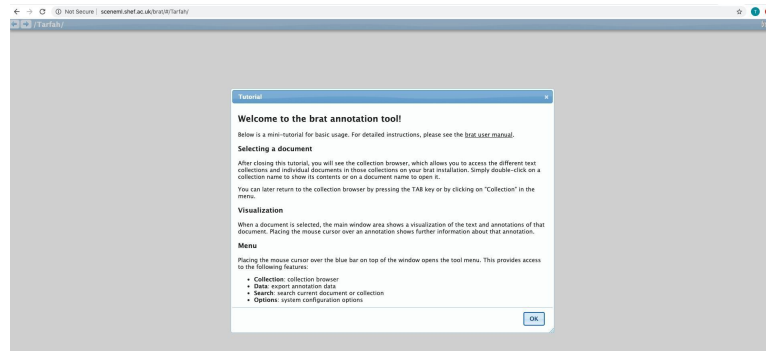 Not Secure | sceneml.shef.ac.uk/brat/#/Tarfah/
/Tarfah/
Tutorial
Welcome to the brat annotation tool!
Below is a mini-tutorial for basic usage. For detailed instructions, please see the brat user manual.
Selecting a document
After closing this tutorial, you will see the collection browser, which allows you to access the different text
collections and individual documents in those collections on your brat installation. Simply double-click on a
collection name to show its contents or on a document name to open it.
You can later return to the collection browser by pressing the TAB key or by clicking on "Collection" in the
menu.
Visualization
When a document is selected, the main window area shows a visualization of the text and annotations of that
document. Placing the mouse cursor over an annotation shows further information about that annotation.
Menu
Placing the mouse cursor over the blue bar on top of the window opens the tool menu. This provides access
to the following features:
• Collection: collection browser
• Data: export annotation data
• Search: search current document or collection
• Options: system configuration options
OK